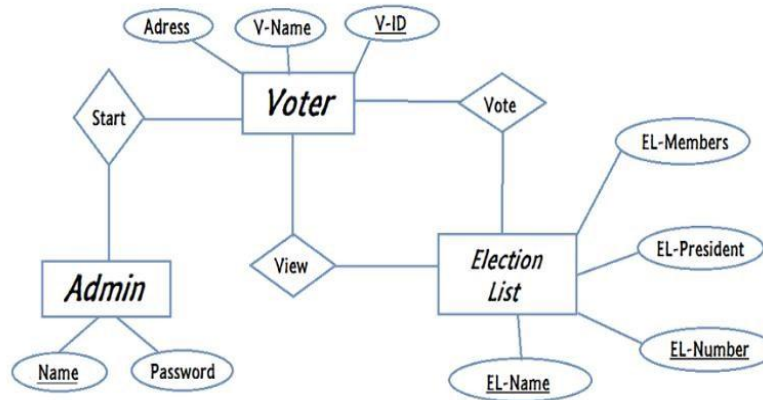 Adress
V-Name
V-ID
Voter
Start
Vote
EL-Members
View
Election
List
EL-President
Admin
EL-Number
Name
Password
EL-Name